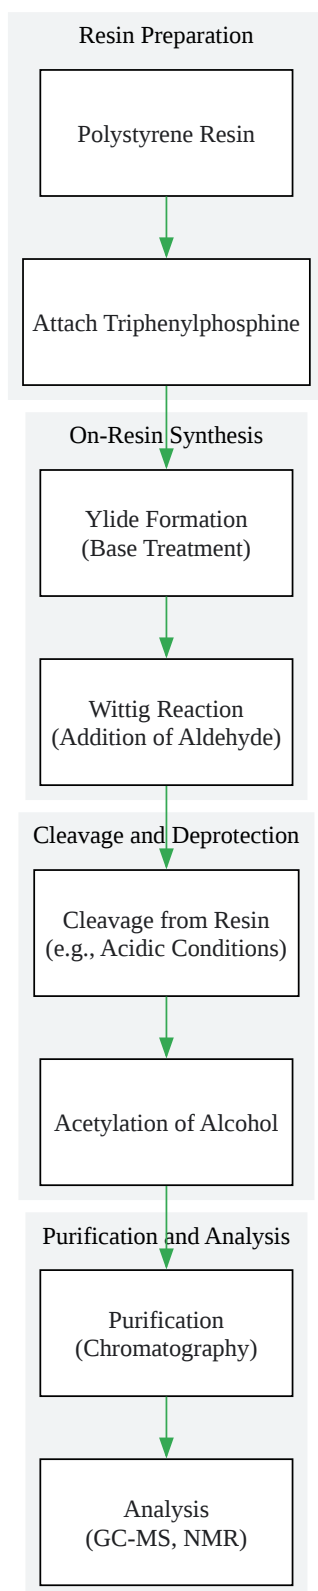 Resin Preparation
Polystyrene Resin
Attach Triphenylphosphine
On-Resin Synthesis
Ylide Formation
(Base Treatment)
Wittig Reaction
(Addition of Aldehyde)
Cleavage and Deprotection
Cleavage from Resin
(e.g., Acidic Conditions)
Acetylation of Alcohol
Purification and Analysis
Purification
(Chromatography)
Analysis
(GC-MS, NMR)